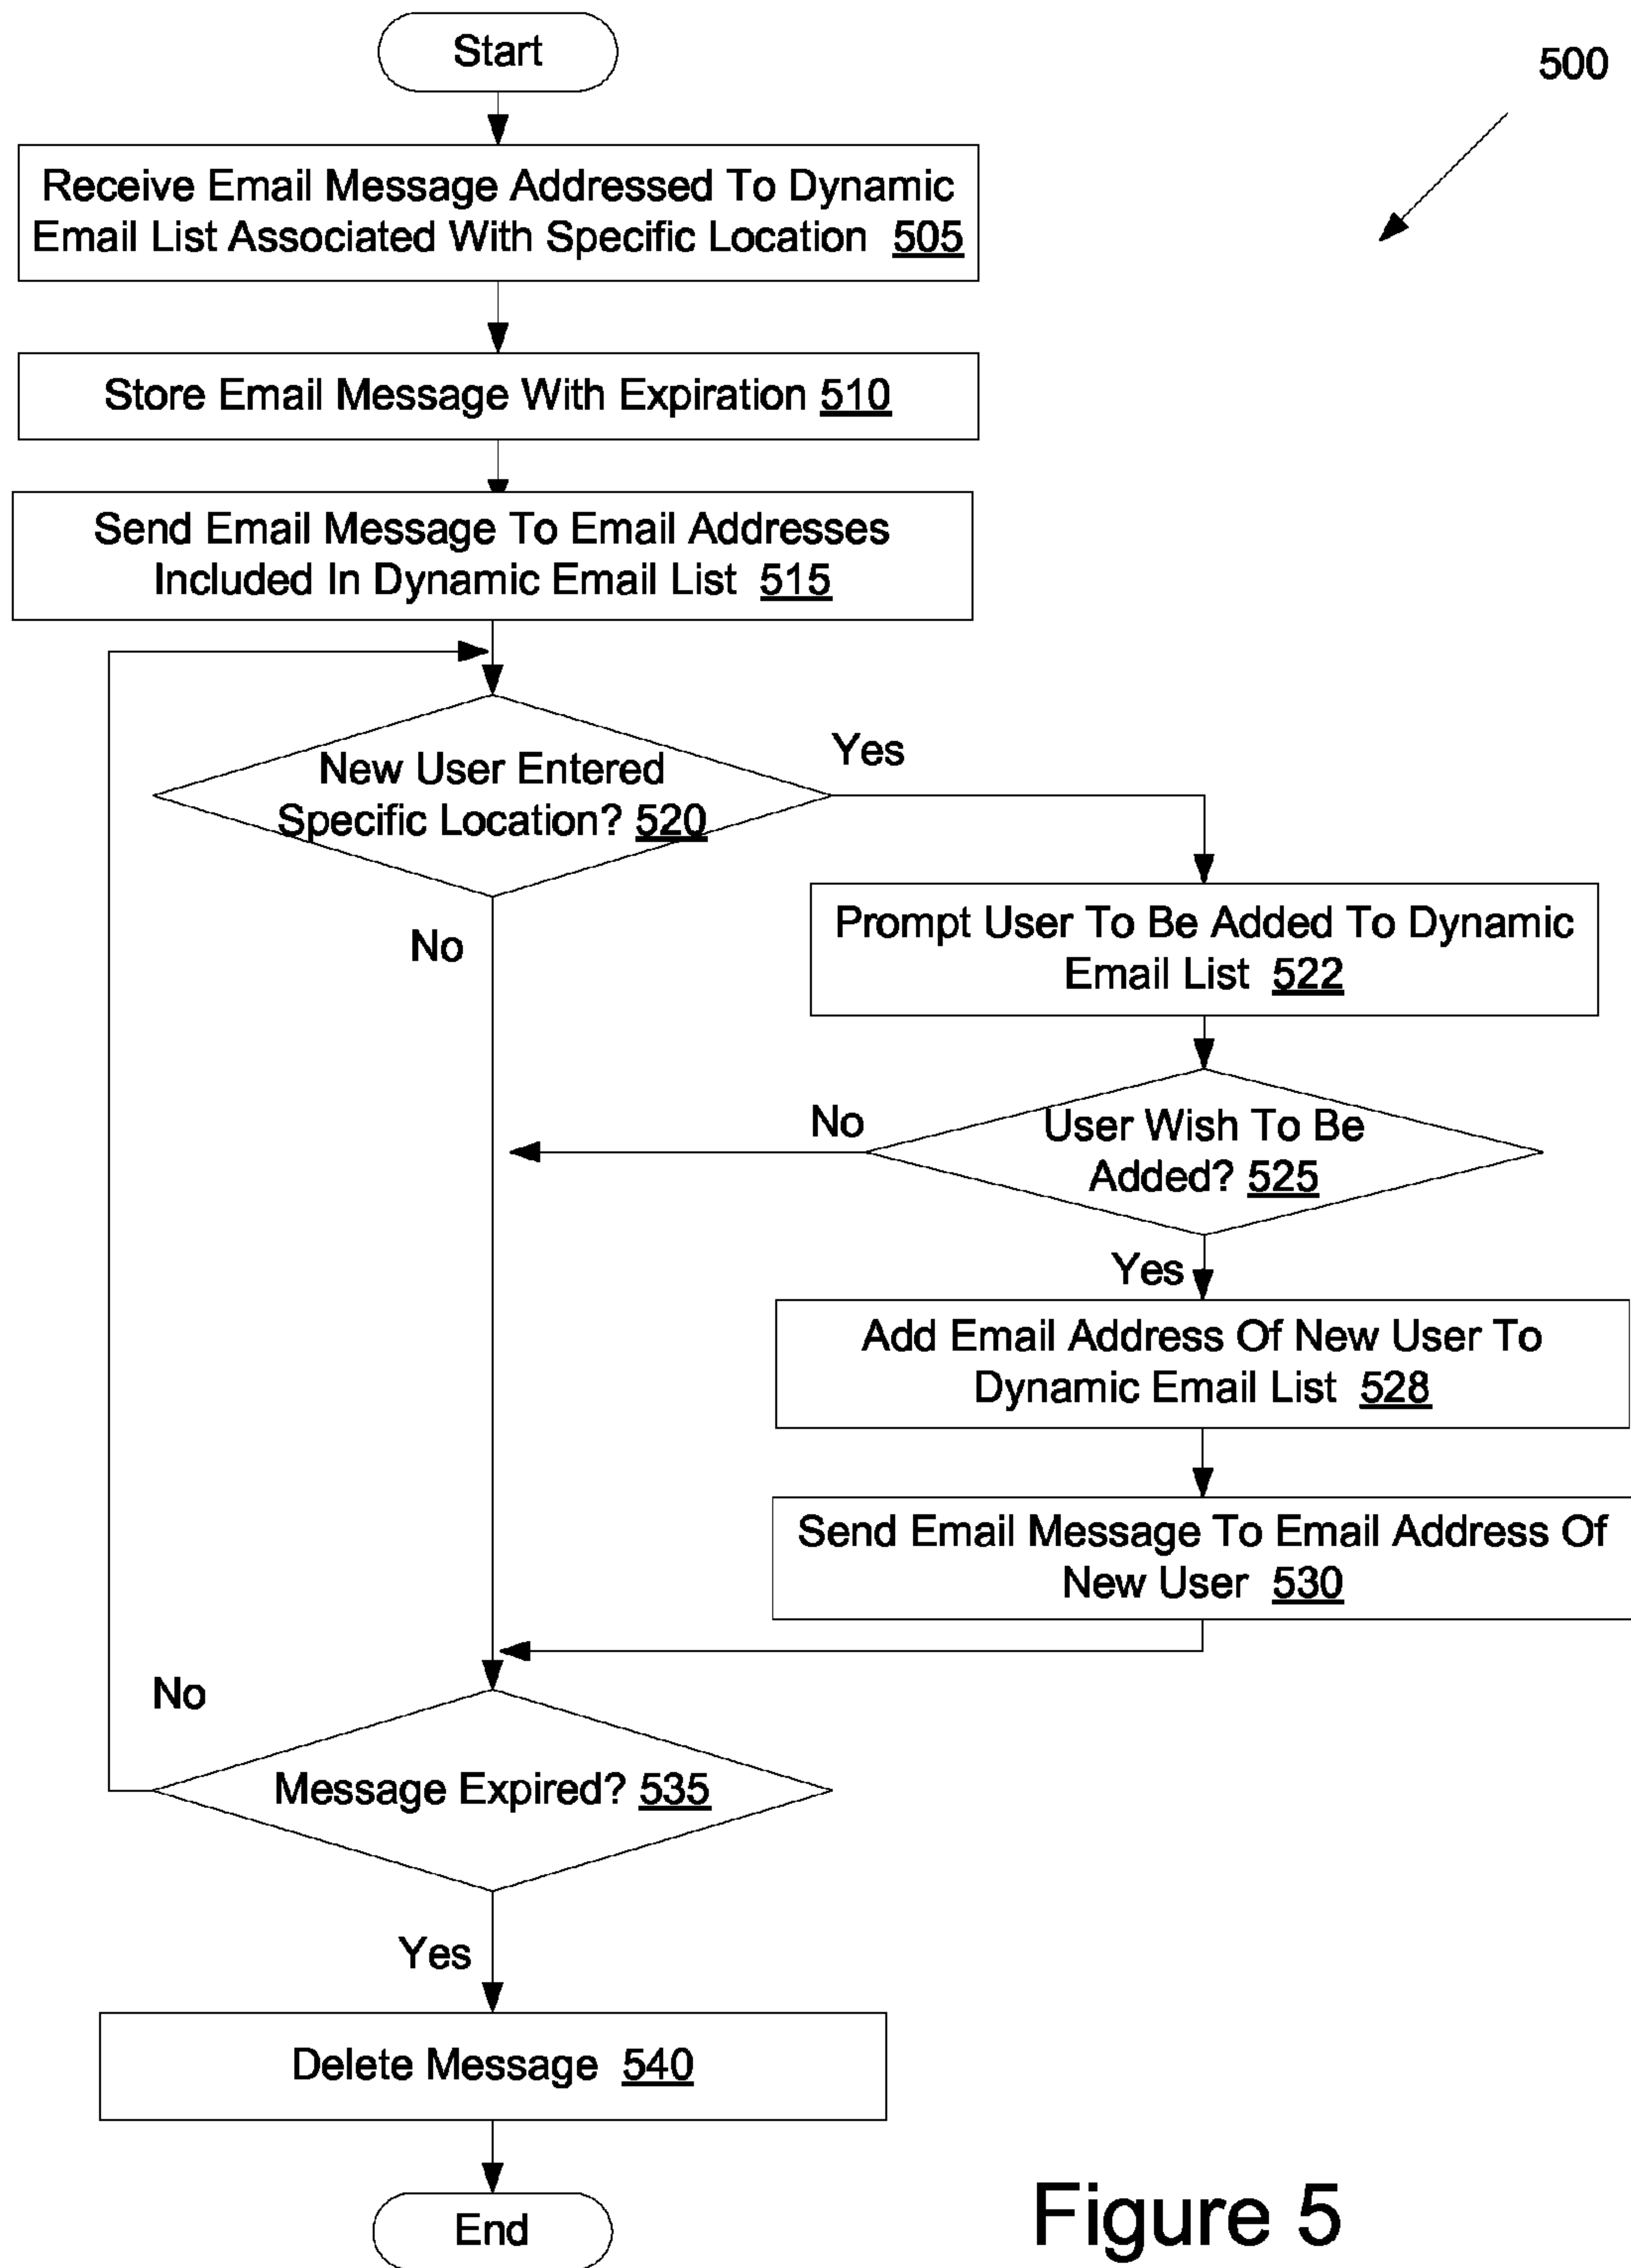 Start
500
Receive Email Message Addressed To Dynamic
Email List Associated With Specific Location 505
Store Email Message With Expiration 510
Send Email Message To Email Addresses
Included In Dynamic Email List 515
New User Entered
Specific Location? 520
Yes
No
Prompt User To Be Added To Dynamic
Email List 522
User Wish To Be
Added? 525
No
Yes
Add Email Address Of New User To
Dynamic Email List 528
Send Email Message To Email Address Of
New User 530
No
Message Expired? 535
Yes
Delete Message 540
End
Figure 5